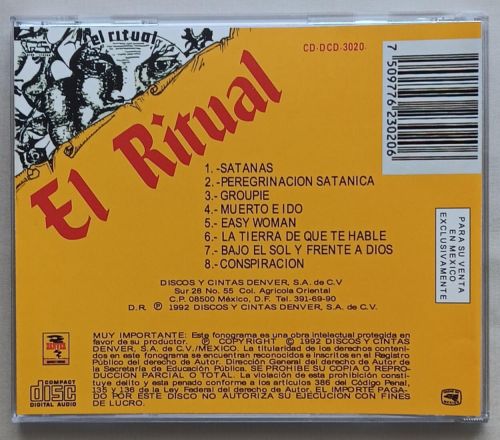 el ritual
CD-DCD-3020
El Ritual
7 509776 230206
1.-SATANAS
2.-PEREGRINACION SATANICA
3.-GROUPIE
4.-MUERTO E IDO
5.-EASY WOMAN
6.-LA TIERRA DE QUE TE HABLE
7.-BAJO EL SOL Y FRENTE A DIOS
8.-CONSPIRACION
PARA SU VENTA
EN MEXICO
EXCLUSIVAMENTE
DISCOS Y CINTAS DENVER, S.A. de C.V
Sur 28 No. 55 Col. Agricola Oriental
C.P. 08500 México, D.F. Tel. 391-69-90
D.R. ℗ 1992 DISCOS Y CINTAS DENVER, S.A. de C.V.
MUY IMPORTANTE: Este fonograma es una obra intelectual protegida en
favor de su productor. ℗ COPYRIGHT © 1992 DISCOS Y CINTAS
DENVER, S.A. de C.V./MEXICO. La titularidad de los derechos conteni-
dos en este fonograma se encuentran reconocidos e inscritos en el Registro
Público del derecho de Autor. Dirección General del derecho de Autor de
la Secretaría de Educación Pública. SE PROHIBE SU COPIA O REPRO-
DUCCION PARCIAL O TOTAL. La violación de esta prohibición consti-
tuye delito y esta penado conforme a los artículos 386 del Código Penal,
135 y 136 de la Ley Federal del derecho de Autor. EL IMPORTE PAGA-
DO POR ESTE DISCO NO AUTORIZA SU EJECUCION CON FINES
DE LUCRO.
DENVER
COMPACT
disc
DIGITAL AUDIO